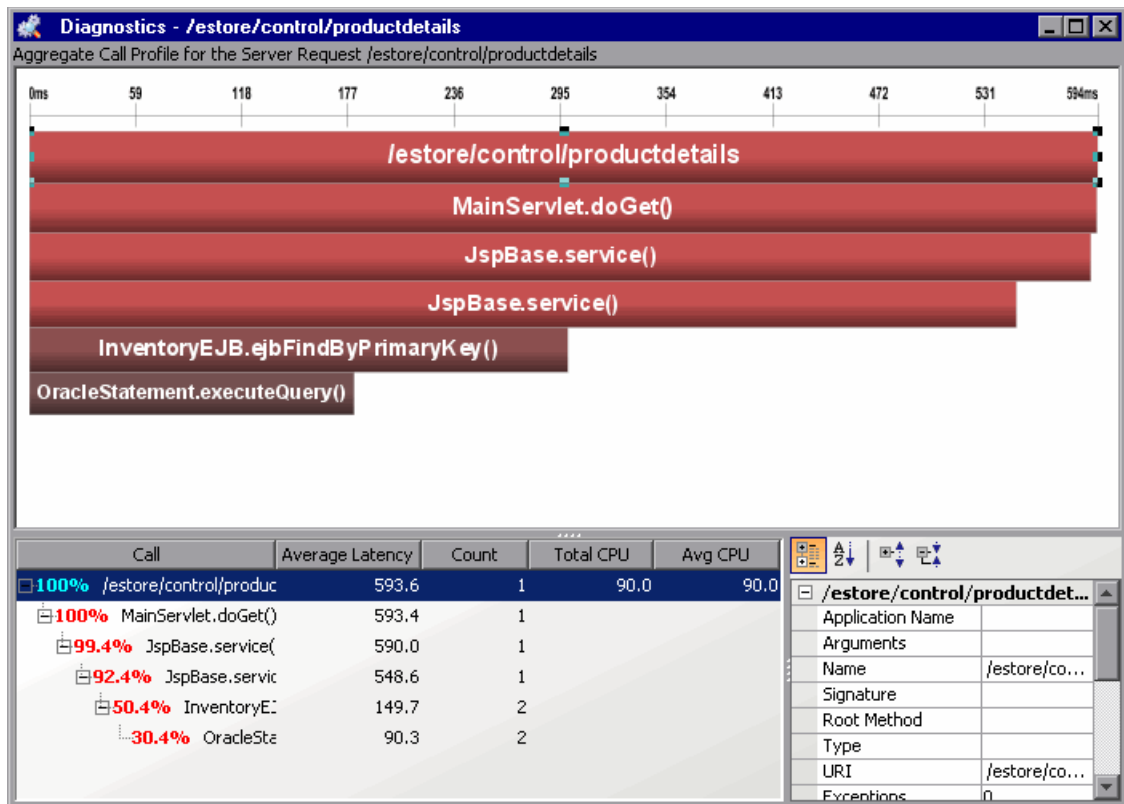 Diagnostics - /estore/control/productdetails
Aggregate Call Profile for the Server Request /estore/control/productdetails
0ms 59 118 177 236 295 354 413 472 531 594ms
/estore/control/productdetails
MainServlet.doGet()
JspBase.service()
JspBase.service()
InventoryEJB.ejbFindByPrimaryKey()
OracleStatement.executeQuery()
Call Average Latency Count Total CPU Avg CPU
100% /estore/control/produc 593.6 1 90.0 90.0
100% MainServlet.doGet() 593.4 1
99.4% JspBase.service( 590.0 1
92.4% JspBase.servic 548.6 1
50.4% InventoryEJ 149.7 2
30.4% OracleSta 90.3 2
/estore/control/productdet...
Application Name
Arguments
Name /estore/co...
Signature
Root Method
Type
URI /estore/co...
Exceptions 0